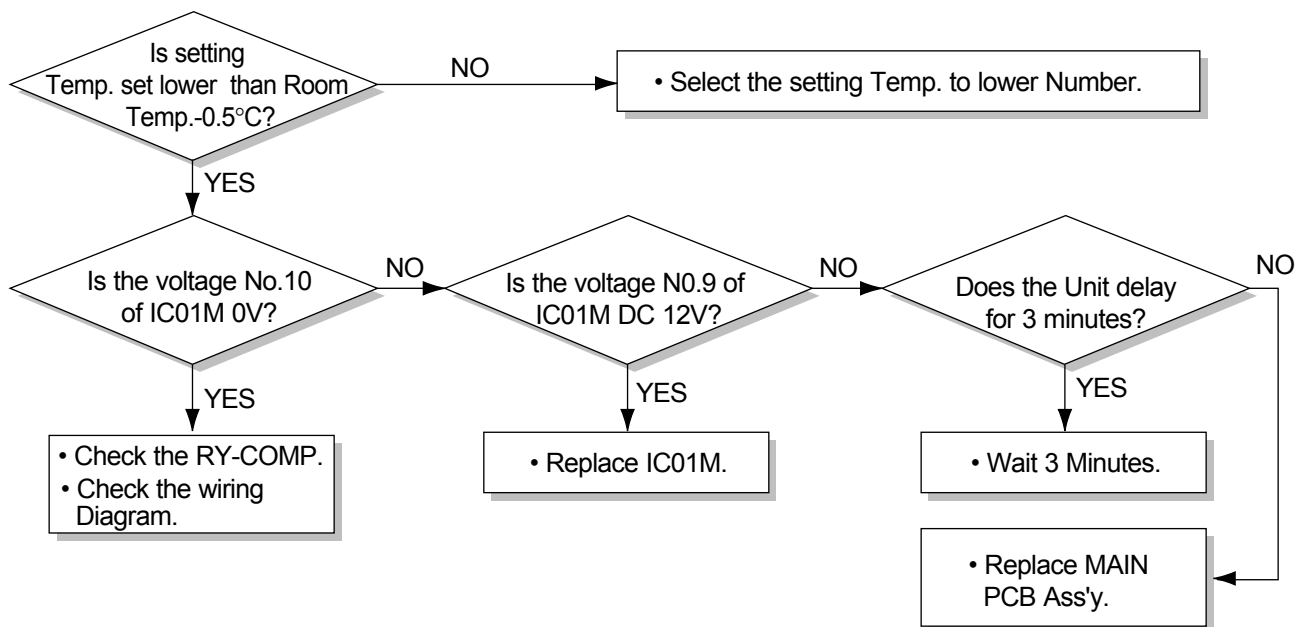 Is setting
Temp. set lower than Room
Temp.-0.5°C?
NO
• Select the setting Temp. to lower Number.
YES
Is the voltage No.10
of IC01M 0V?
NO
Is the voltage N0.9 of
IC01M DC 12V?
NO
Does the Unit delay
for 3 minutes?
NO
YES
• Check the RY-COMP.
• Check the wiring
Diagram.
YES
• Replace IC01M.
YES
• Wait 3 Minutes.
• Replace MAIN
PCB Ass'y.